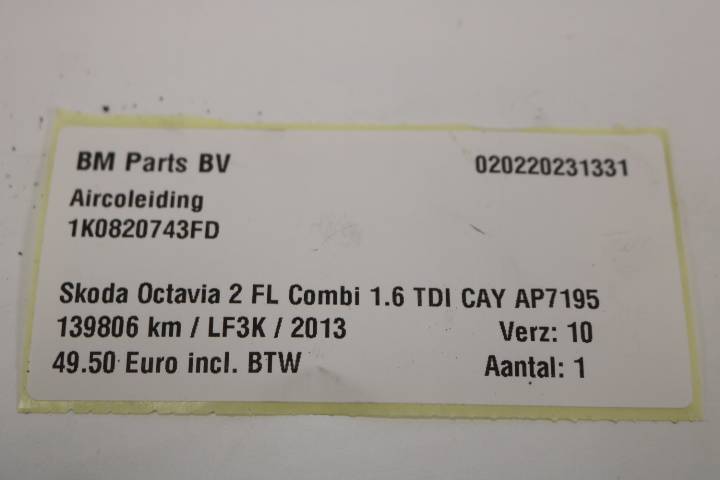 BM Parts BV 020220231331
Aircoleiding
1K0820743FD
Skoda Octavia 2 FL Combi 1.6 TDI CAY AP7195
139806 km / LF3K / 2013 Verz: 10
49.50 Euro incl. BTW Aantal: 1